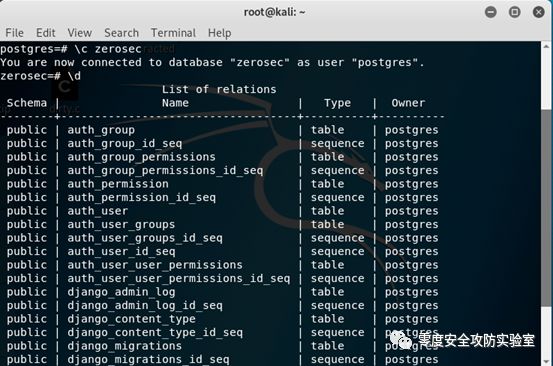 root@kali: ~
Edit View Search Terminal Help
postgres=# \c zerosec
You are now connected to database "zerosec" as user "postgres".
zerosec=# \d
List of relations
Schema | Name | Type | Owner
--------+-----------------------------------+----------+----------
public | auth_group | table | postgres
public | auth_group_id_seq | sequence | postgres
public | auth_group_permissions | table | postgres
public | auth_group_permissions_id_seq | sequence | postgres
public | auth_permission | table | postgres
public | auth_permission_id_seq | sequence | postgres
public | auth_user | table | postgres
public | auth_user_groups | table | postgres
public | auth_user_groups_id_seq | sequence | postgres
public | auth_user_id_seq | sequence | postgres
public | auth_user_user_permissions | table | postgres
public | auth_user_user_permissions_id_seq | sequence | postgres
public | django_admin_log | table | postgres
public | django_admin_log_id_seq | sequence | postgres
public | django_content_type | table | postgres
public | django_content_type_id_seq | sequence | postgres
public | django_migrations | table | postgres
public | django_migrations_id_seq | sequence | postgres
零度安全攻防实验室